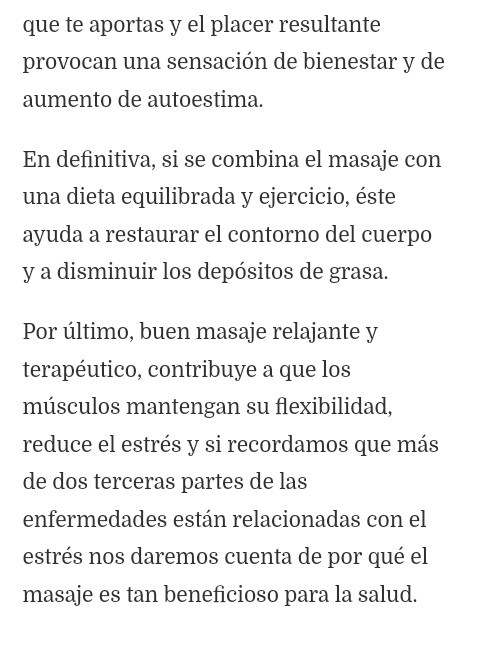 que te aportas y el placer resultante
provocan una sensación de bienestar y de
aumento de autoestima.
En definitiva, si se combina el masaje con
una dieta equilibrada y ejercicio, éste
ayuda a restaurar el contorno del cuerpo
y a disminuir los depósitos de grasa.
Por último, buen masaje relajante y
terapéutico, contribuye a que los
músculos mantengan su flexibilidad,
reduce el estrés y si recordamos que más
de dos terceras partes de las
enfermedades están relacionadas con el
estrés nos daremos cuenta de por qué el
masaje es tan beneficioso para la salud.